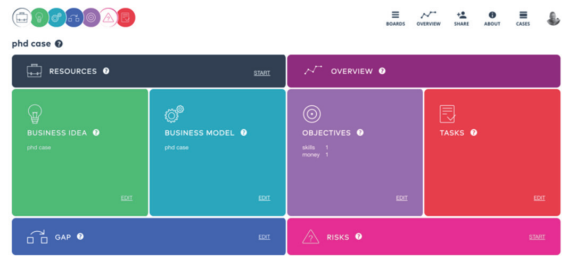 BOARDS OVERVIEW SHARE ABOUT CASES
phd case ?
RESOURCES ? START
OVERVIEW ?
BUSINESS IDEA ?
phd case
EDIT
BUSINESS MODEL ?
phd case
EDIT
OBJECTIVES ?
skills 1
money 1
EDIT
TASKS ?
EDIT
GAP ? EDIT
RISKS ? START